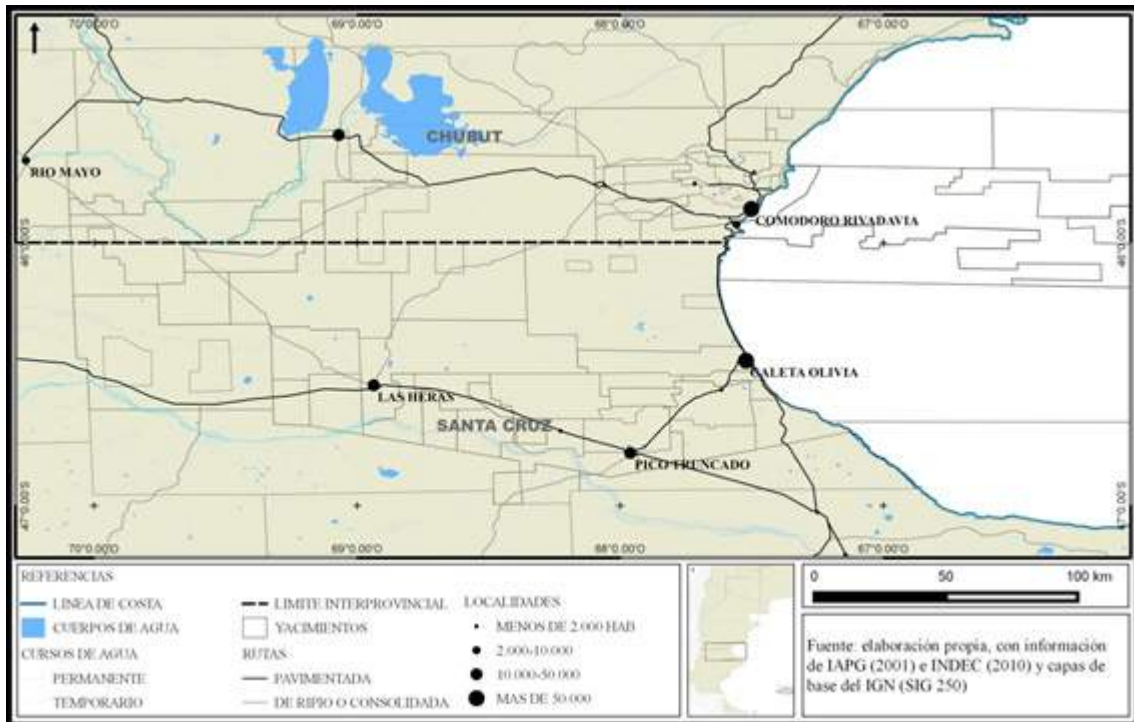 70°0.00'O 69°0.00'O 68°0.00'O 67°0.00'O
CHUBUT
RIO MAYO
COMODORO RIVADAVIA
46°0.00'S 46°0.00'S
CALETA OLIVIA
LAS HERAS
SANTA CRUZ
PICO TRUNCADO
47°0.00'S 47°0.00'S
70°0.00'O 69°0.00'O 68°0.00'O 67°0.00'O
REFERENCIAS
LINEA DE COSTA
CUERPOS DE AGUA
CURSOS DE AGUA
PERMANENTE
TEMPORARIO
LIMITE INTERPROVINCIAL
YACIMIENTOS
RUTAS
PAVIMENTADA
DE RIPIO O CONSOLIDADA
LOCALIDADES
MENOS DE 2.000 HAB
2.000-10.000
10.000-50.000
MAS DE 50.000
0 50 100 km
Fuente: elaboración propia, con información
de IAPG (2001) e INDEC (2010) y capas de
base del IGN (SIG 250)